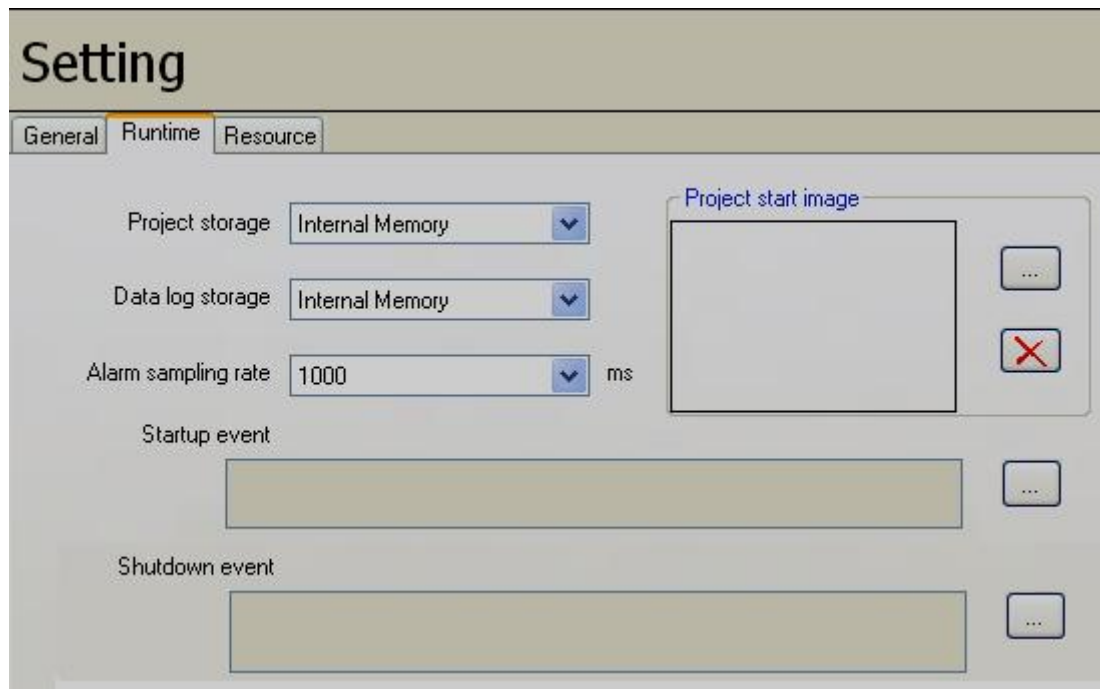 Setting
General Runtime Resource
Project storage Internal Memory
Project start image
...
Data log storage Internal Memory
Alarm sampling rate 1000 ms
Startup event
...
Shutdown event
...